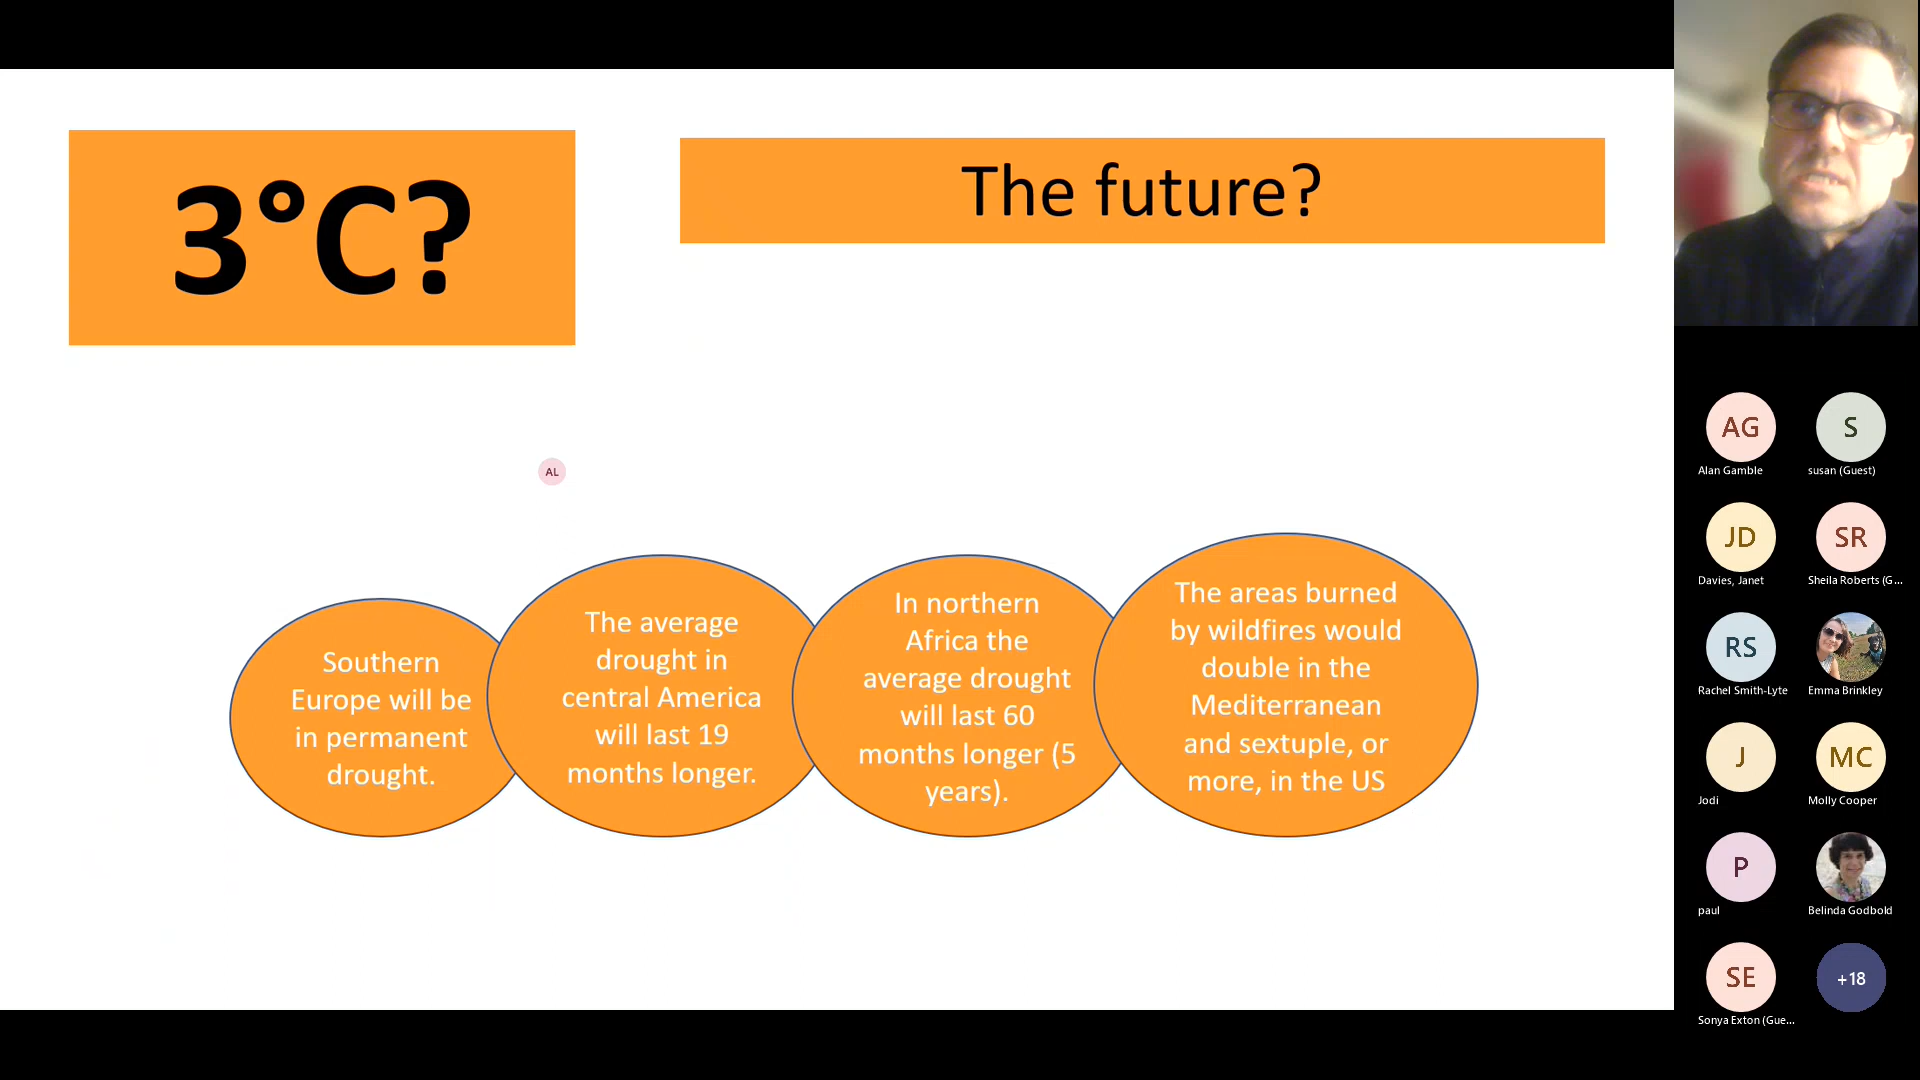 3°C?
The future?
AL
Southern
Europe will be
in permanent
drought.
The average
drought in
central America
will last 19
months longer.
In northern
Africa the
average drought
will last 60
months longer (5
years).
The areas burned
by wildfires would
double in the
Mediterranean
and sextuple, or
more, in the US
AG
Alan Gamble
S
susan (Guest)
JD
Davies, Janet
SR
Sheila Roberts (G...
RS
Rachel Smith-Lyte
Emma Brinkley
J
Jodi
MC
Molly Cooper
P
paul
Belinda Godbold
SE
Sonya Exton (Gue...
+18